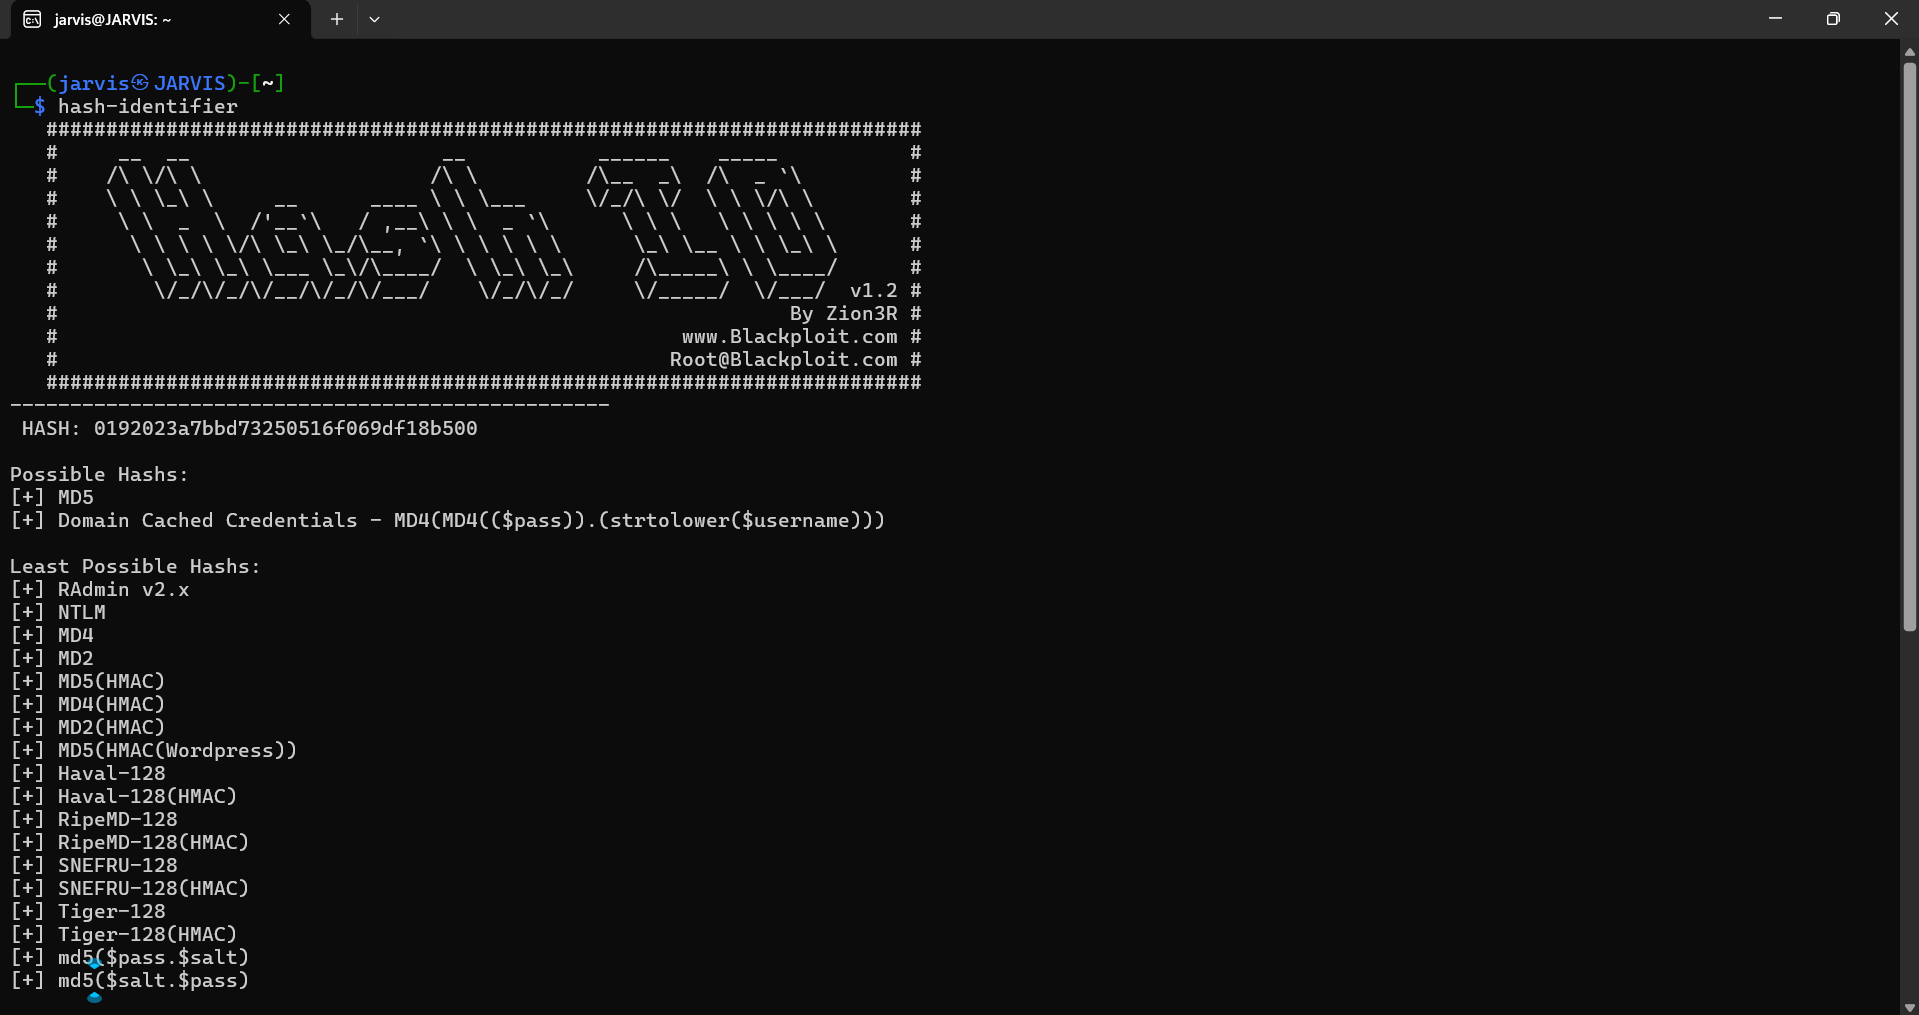 jarvis@JARVIS: ~
┌──(jarvis㉿JARVIS)-[~]
└─$ hash-identifier
   #########################################################################
   #     __  __                     __           ______    _____           #
   #    /\ \/\ \                   /\ \         /\__  _\  /\  _ `\         #
   #    \ \ \_\ \     __      ____ \ \ \___     \/_/\ \/  \ \ \/\ \        #
   #     \ \  _  \  /'__`\   / ,__\ \ \  _ `\      \ \ \   \ \ \ \ \       #
   #      \ \ \ \ \/\ \_\ \_/\__, `\ \ \ \ \ \      \_\ \__ \ \ \_\ \      #
   #       \ \_\ \_\ \___ \_\/\____/  \ \_\ \_\     /\_____\ \ \____/      #
   #        \/_/\/_/\/__/\/_/\/___/    \/_/\/_/     \/_____/  \/___/  v1.2 #
   #                                                             By Zion3R #
   #                                                    www.Blackploit.com #
   #                                                   Root@Blackploit.com #
   #########################################################################
--------------------------------------------------
 HASH: 0192023a7bbd73250516f069df18b500
Possible Hashs:
[+] MD5
[+] Domain Cached Credentials - MD4(MD4(($pass)).(strtolower($username)))
Least Possible Hashs:
[+] RAdmin v2.x
[+] NTLM
[+] MD4
[+] MD2
[+] MD5(HMAC)
[+] MD4(HMAC)
[+] MD2(HMAC)
[+] MD5(HMAC(Wordpress))
[+] Haval-128
[+] Haval-128(HMAC)
[+] RipeMD-128
[+] RipeMD-128(HMAC)
[+] SNEFRU-128
[+] SNEFRU-128(HMAC)
[+] Tiger-128
[+] Tiger-128(HMAC)
[+] md5($pass.$salt)
[+] md5($salt.$pass)